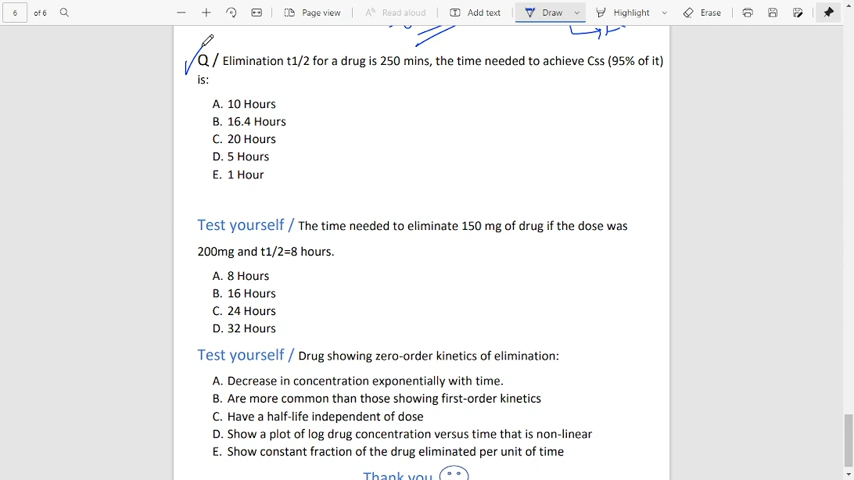 6 of 6 Page view Read aloud Add text Draw Highlight Erase
Q / Elimination t1/2 for a drug is 250 mins, the time needed to achieve Css (95% of it)
is:
A. 10 Hours
B. 16.4 Hours
C. 20 Hours
D. 5 Hours
E. 1 Hour
Test yourself / The time needed to eliminate 150 mg of drug if the dose was
200mg and t1/2=8 hours.
A. 8 Hours
B. 16 Hours
C. 24 Hours
D. 32 Hours
Test yourself / Drug showing zero-order kinetics of elimination:
A. Decrease in concentration exponentially with time.
B. Are more common than those showing first-order kinetics
C. Have a half-life independent of dose
D. Show a plot of log drug concentration versus time that is non-linear
E. Show constant fraction of the drug eliminated per unit of time
Thank you